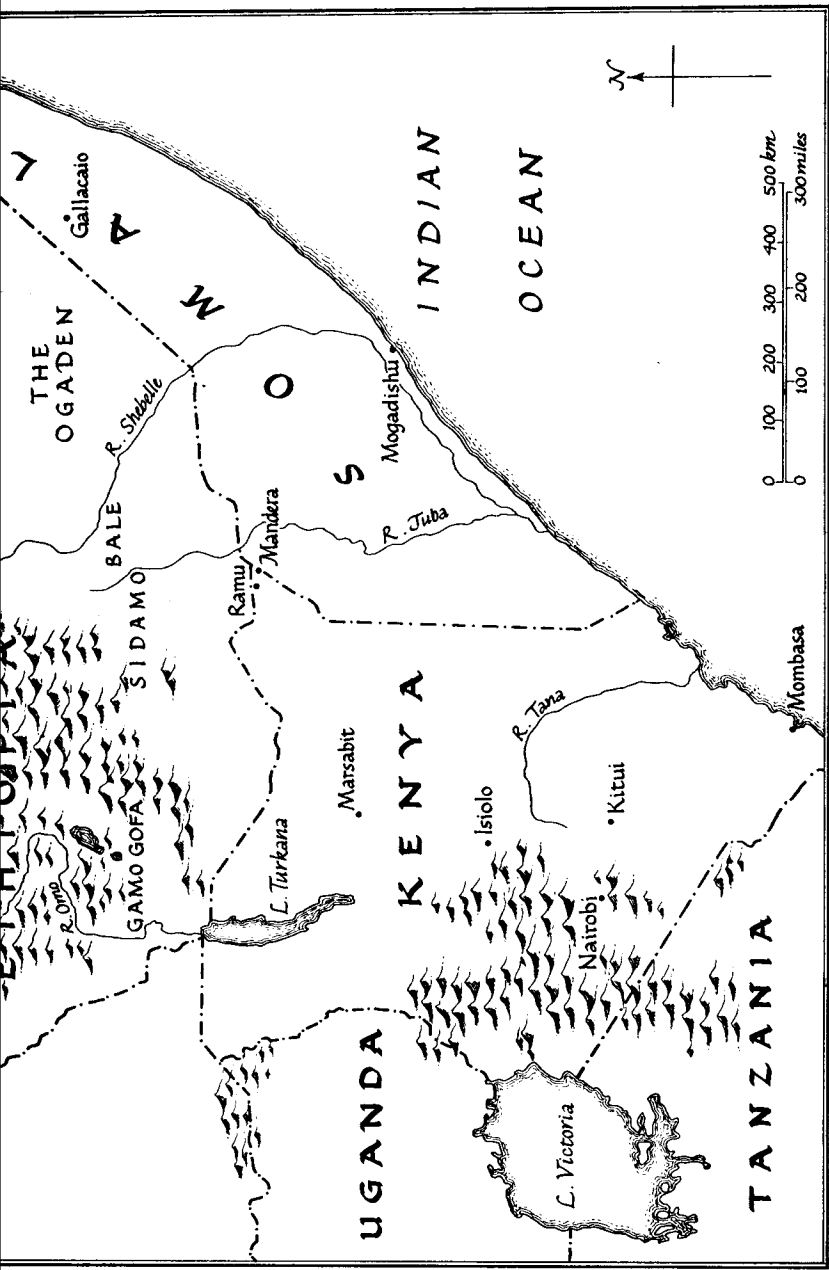 ETHIOPIA
R. Omo
GAMO GOFA
SIDAMO
BALE
THE
OGADEN
R. Shebelle
Gallacaio
SOMAL
Ramu
Mandera
L. Turkana
Marsabit
R. Juba
Mogadishu
UGANDA
KENYA
INDIAN
OCEAN
Isiolo
R. Tana
L. Victoria
Nairobi
Kitui
N
TANZANIA
Mombasa
0 100 200 300 400 500 km
0 100 200 300 miles